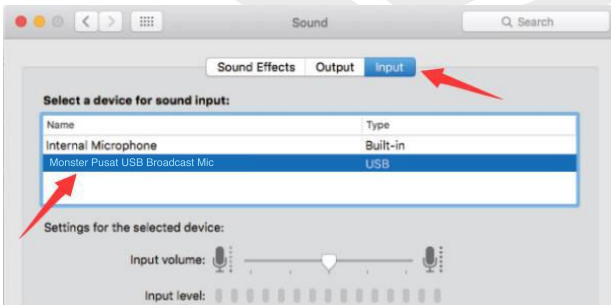 Sound
Search
Sound Effects Output Input
Select a device for sound input:
Name Type
Internal Microphone Built-in
Monster Pusat USB Broadcast Mic USB
Settings for the selected device:
Input volume:
Input level: